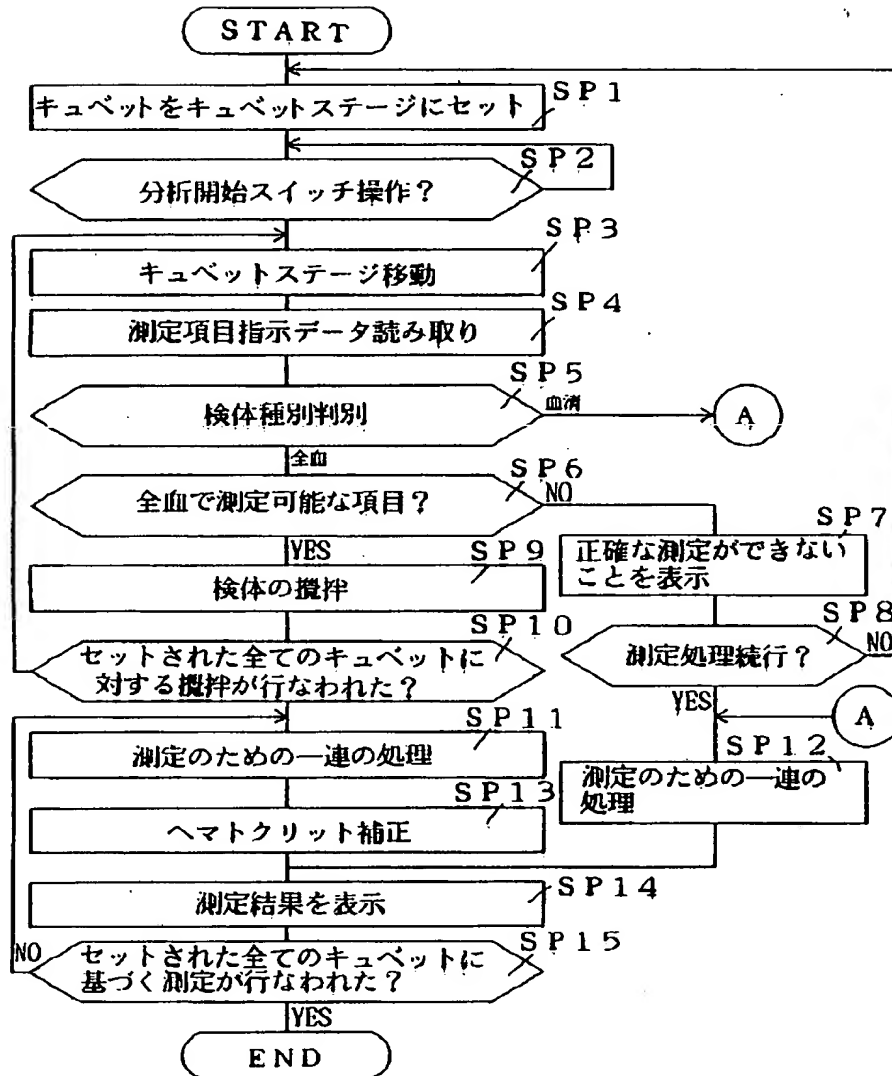 START
SP1
キュベットをキュベットステージにセット
SP2
分析開始スイッチ操作？
SP3
キュベットステージ移動
SP4
測定項目指示データ読み取り
SP5
検体種別判別
血清
A
全血
SP6
全血で測定可能な項目？
NO
SP7
正確な測定ができない
ことを表示
YES
SP9
検体の攪拌
SP8
測定処理続行？
NO
SP10
セットされた全てのキュベットに
対する攪拌が行なわれた？
YES
A
SP11
測定のための一連の処理
SP12
測定のための一連の
処理
SP13
ヘマトクリット補正
SP14
測定結果を表示
SP15
NO
セットされた全てのキュベットに
基づく測定が行なわれた？
YES
END